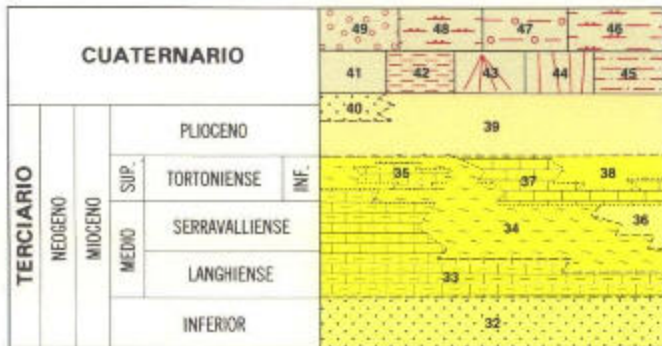 49 48 47 46
CUATERNARIO
41 42 43 44 45
40
PLIOCENO 39
TERCIARIO
NEOGENO
MIOCENO
SUP.
TORTONIENSE
INF.
35 37 38
MEDIO
SERRAVALLIENSE
34 36
LANGHIENSE
33
INFERIOR
32